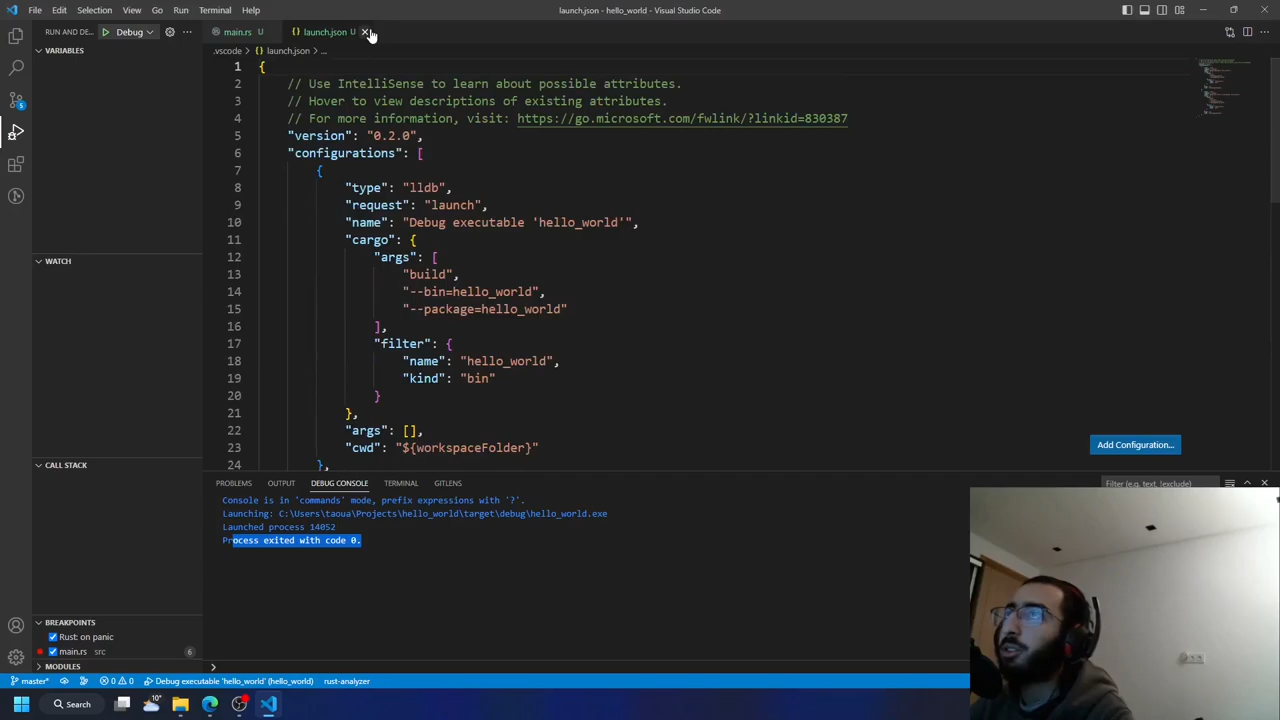 File Edit Selection View Go Run Terminal Help
launch.json - hello_world - Visual Studio Code
RUN AND DE... Debug
main.rs U
launch.json U
.vscode > {} launch.json > ...
VARIABLES
WATCH
CALL STACK
BREAKPOINTS
Rust: on panic
main.rs src 6
MODULES
5
1 {
2 // Use IntelliSense to learn about possible attributes.
3 // Hover to view descriptions of existing attributes.
4 // For more information, visit: https://go.microsoft.com/fwlink/?linkid=830387
5 "version": "0.2.0",
6 "configurations": [
7 {
8 "type": "lldb",
9 "request": "launch",
10 "name": "Debug executable 'hello_world'",
11 "cargo": {
12 "args": [
13 "build",
14 "--bin=hello_world",
15 "--package=hello_world"
16 ],
17 "filter": {
18 "name": "hello_world",
19 "kind": "bin"
20 }
21 },
22 "args": [],
23 "cwd": "${workspaceFolder}"
24 },
Add Configuration...
PROBLEMS OUTPUT DEBUG CONSOLE TERMINAL GITLENS
Filter (e.g. text, !exclude)
Console is in 'commands' mode, prefix expressions with '?'.
Launching: C:\Users\taoua\Projects\hello_world\target\debug\hello_world.exe
Launched process 14052
Process exited with code 0.
>
master* 0 0 Debug executable 'hello_world' (hello_world) rust-analyzer
Search 10°